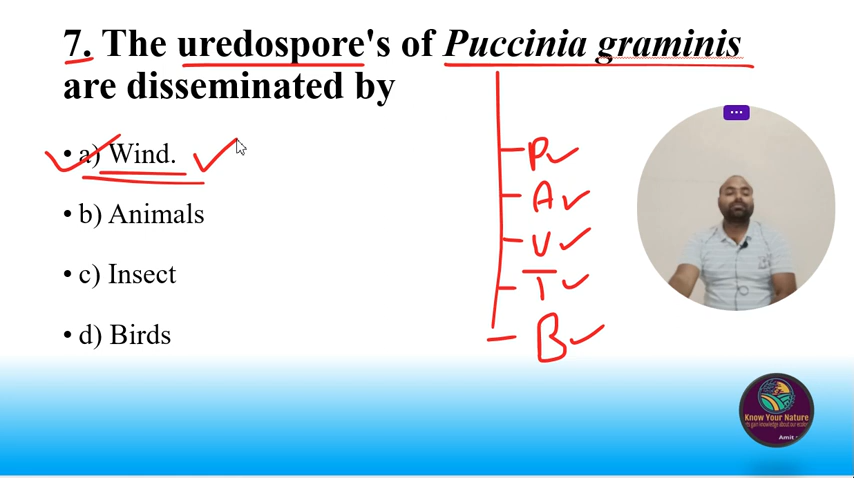 7. The uredospore's of Puccinia graminis
are disseminated by
• a) Wind.
• b) Animals
• c) Insect
• d) Birds
P
A
U
T
B
Know Your Nature
Amit